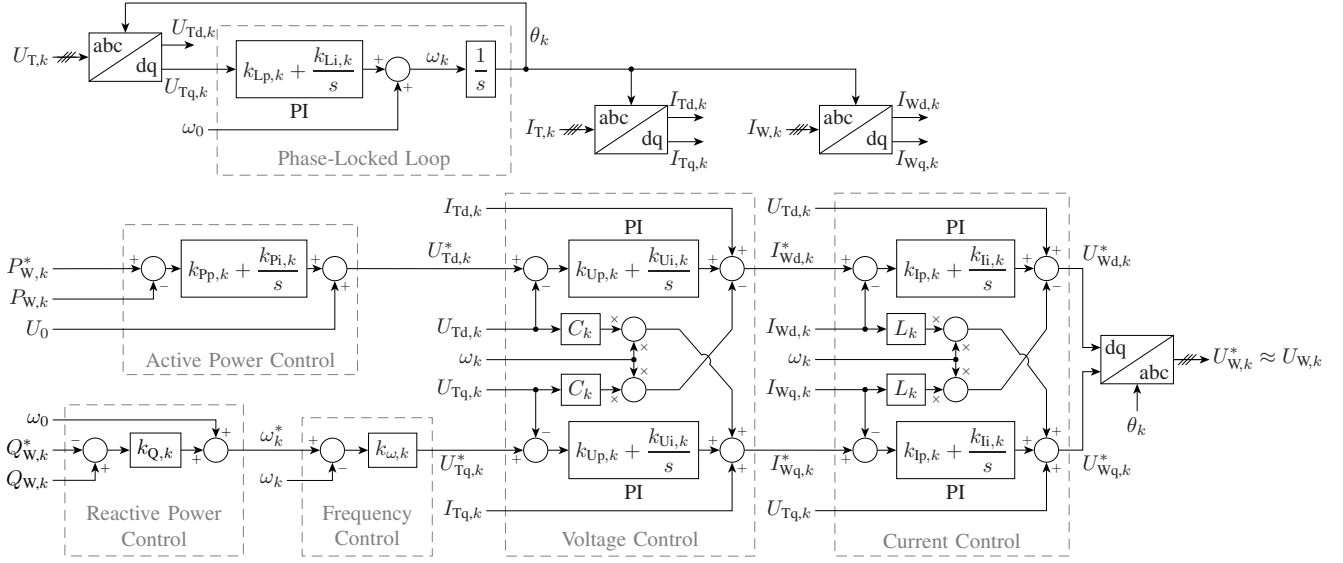 U_{T,k}
abc
dq
U_{Td,k}
U_{Tq,k}
k_{Lp,k} + k_{Li,k}/s
PI
+
+
ω_0
ω_k
1/s
θ_k
Phase-Locked Loop
I_{T,k}
abc
dq
I_{Td,k}
I_{Tq,k}
I_{W,k}
abc
dq
I_{Wd,k}
I_{Wq,k}
P^*_{W,k}
P_{W,k}
U_0
+
−
k_{Pp,k} + k_{Pi,k}/s
+
+
Active Power Control
ω_0
Q^*_{W,k}
Q_{W,k}
−
+
k_{Q,k}
+
+
Reactive Power
Control
ω^*_k
ω_k
+
−
k_{ω,k}
Frequency
Control
I_{Td,k}
U^*_{Td,k}
U_{Td,k}
ω_k
U_{Tq,k}
U^*_{Tq,k}
I_{Tq,k}
PI
+
−
k_{Up,k} + k_{Ui,k}/s
+
+
−
C_k
×
×
C_k
×
×
−
+
k_{Up,k} + k_{Ui,k}/s
+
+
+
PI
Voltage Control
U_{Td,k}
I^*_{Wd,k}
I_{Wd,k}
ω_k
I_{Wq,k}
I^*_{Wq,k}
U_{Tq,k}
PI
+
−
k_{Ip,k} + k_{Ii,k}/s
+
+
−
L_k
×
×
L_k
×
×
−
+
k_{Ip,k} + k_{Ii,k}/s
+
+
+
PI
Current Control
U^*_{Wd,k}
U^*_{Wq,k}
dq
abc
θ_k
U^*_{W,k} ≈ U_{W,k}